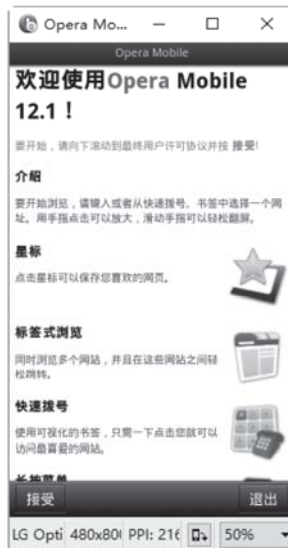 Opera Mo...
Opera Mobile
欢迎使用Opera Mobile
12.1！
要开始，请向下滚动到最终用户许可协议并按 接受!
介绍
要开始浏览，请键入或者从快速拨号、书签中选择一个网
址。用手指点击可以放大，滑动手指可以轻松翻屏。
星标
点击星标可以保存您喜欢的网页。
标签式浏览
同时浏览多个网站，并且在这些网站之间轻
松跳转。
快速拨号
使用可视化的书签，只需一下点击您就可以
访问最喜爱的网站。
长按菜单
接受 退出
LG Opti 480x80 PPI: 216 50%